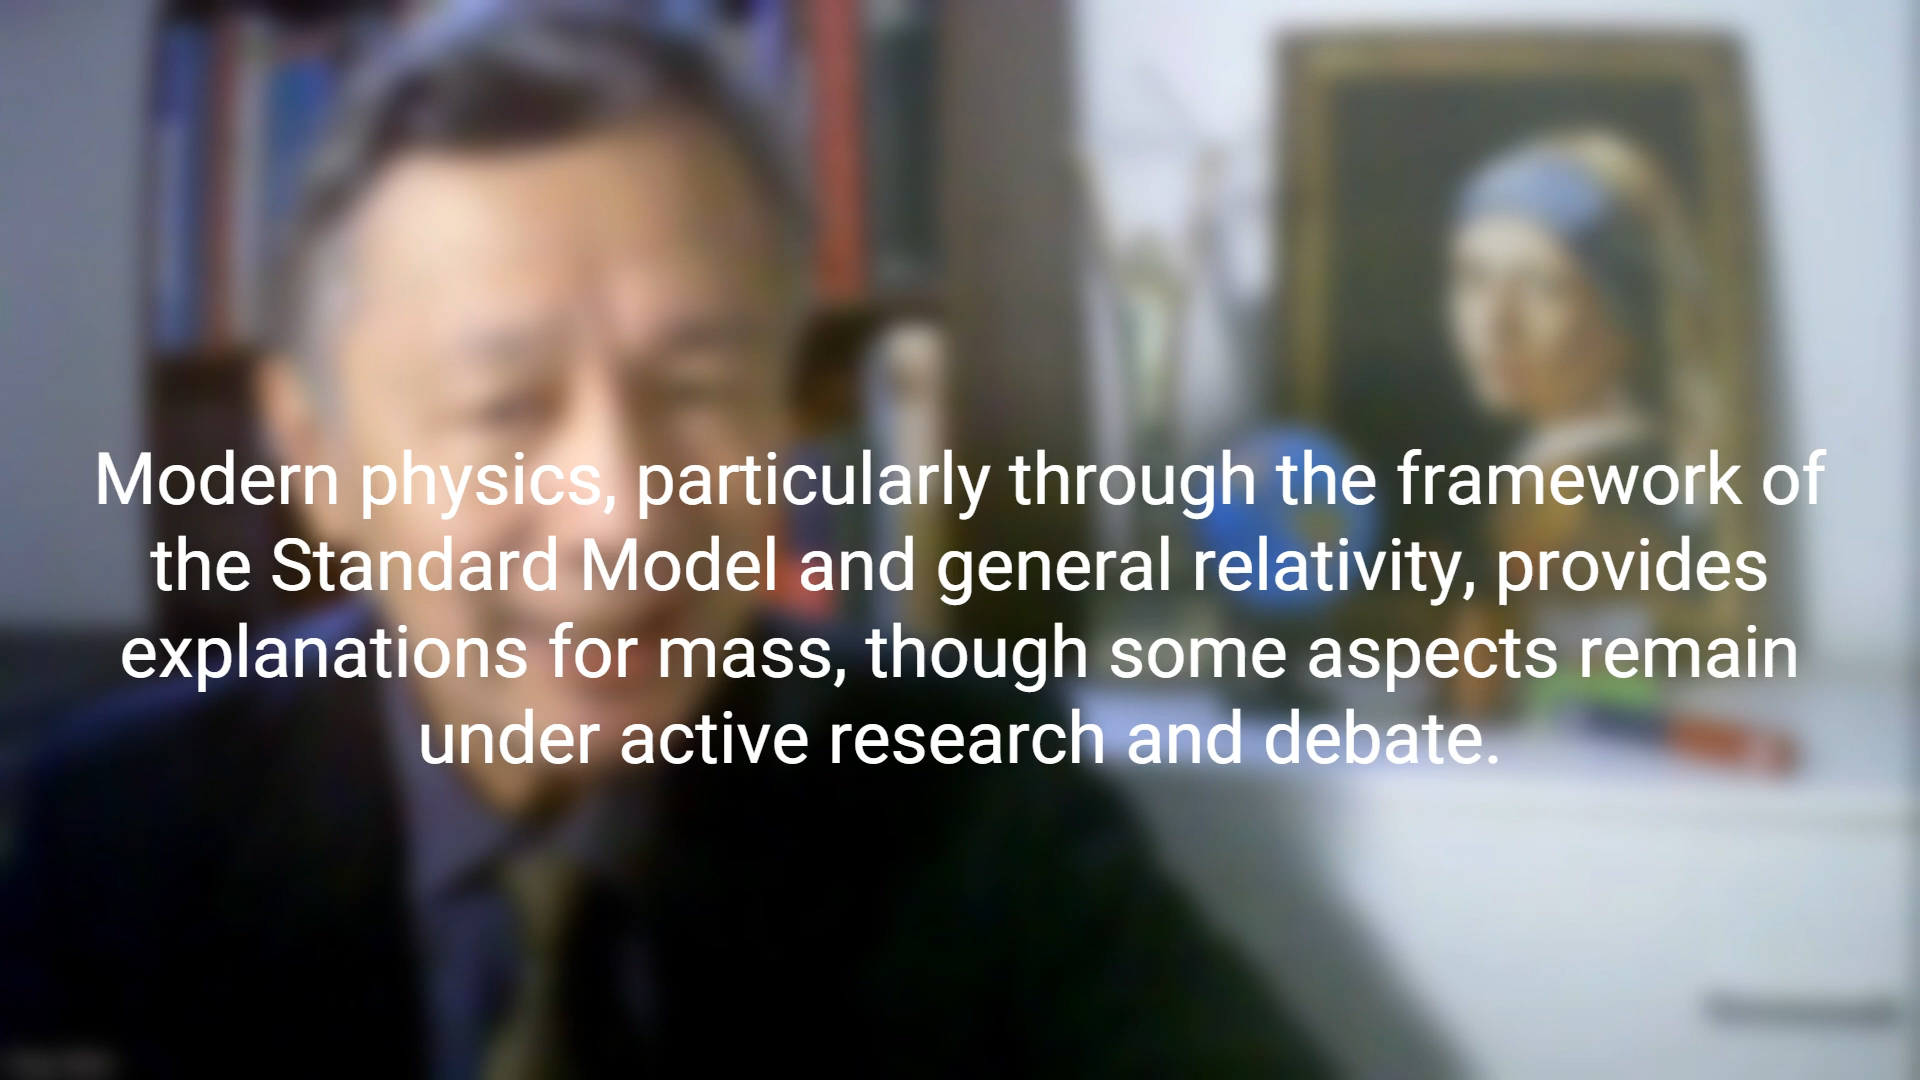 Modern physics, particularly through the framework of
the Standard Model and general relativity, provides
explanations for mass, though some aspects remain
under active research and debate.